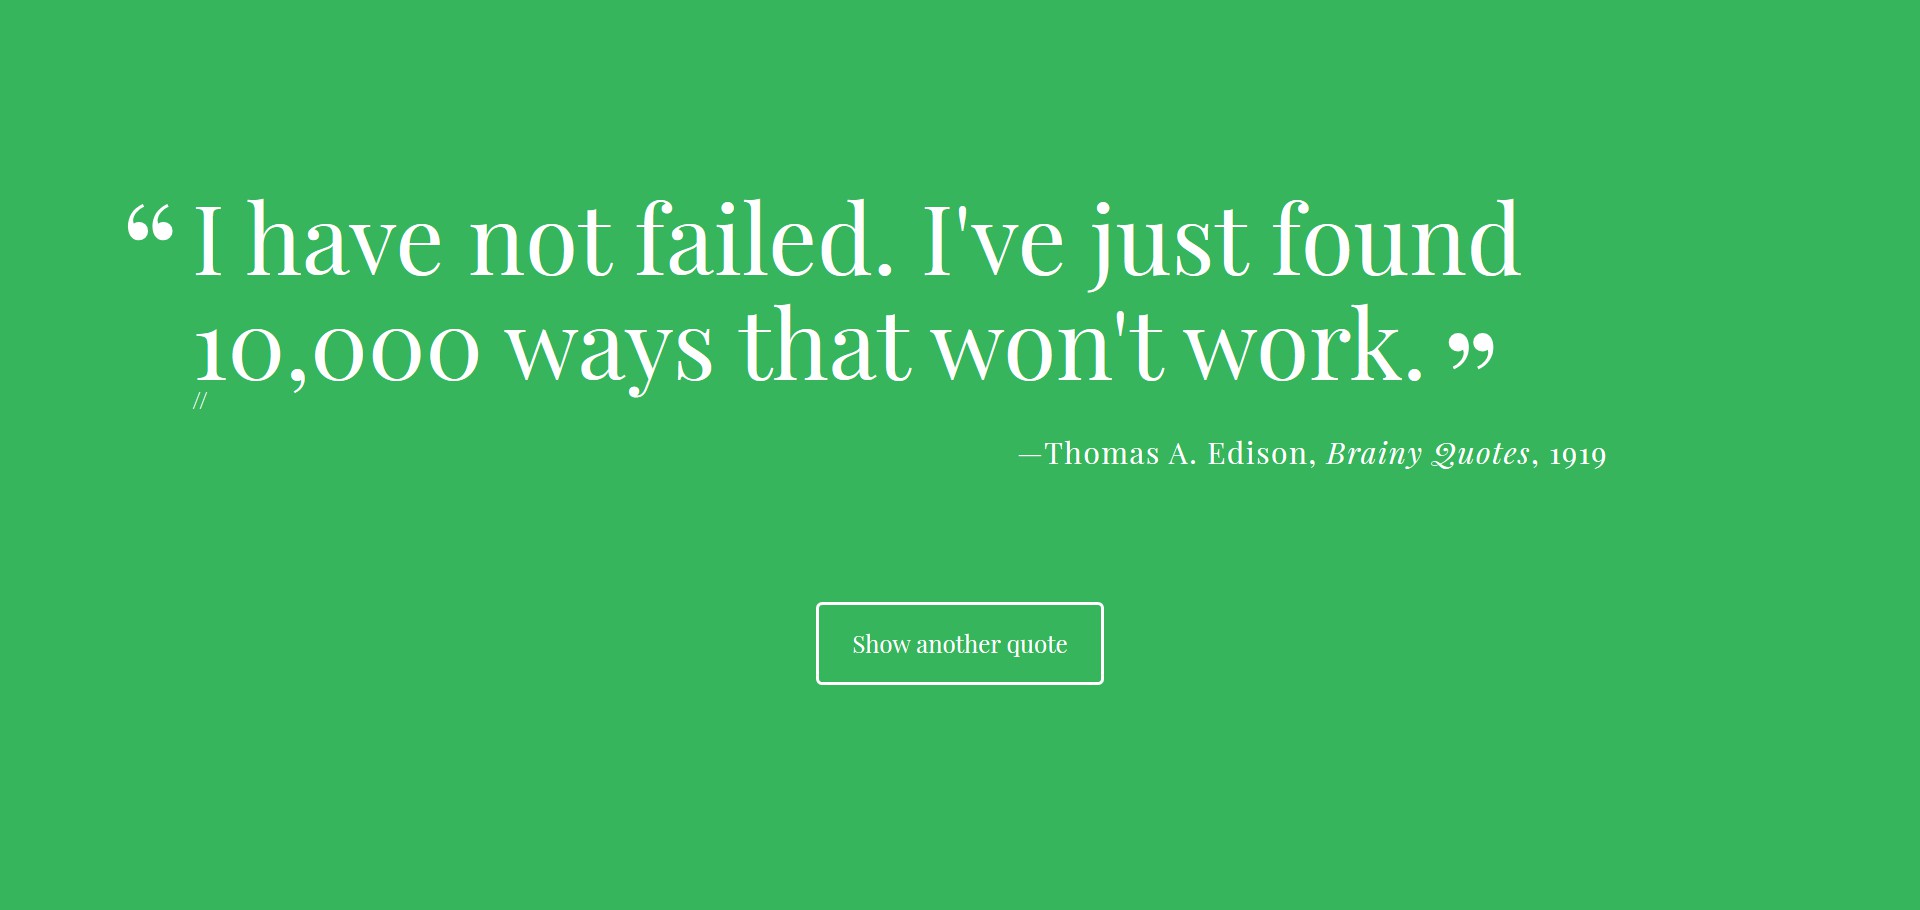 “ I have not failed. I've just found
10,000 ways that won't work. ”
//
—Thomas A. Edison, Brainy Quotes, 1919
Show another quote